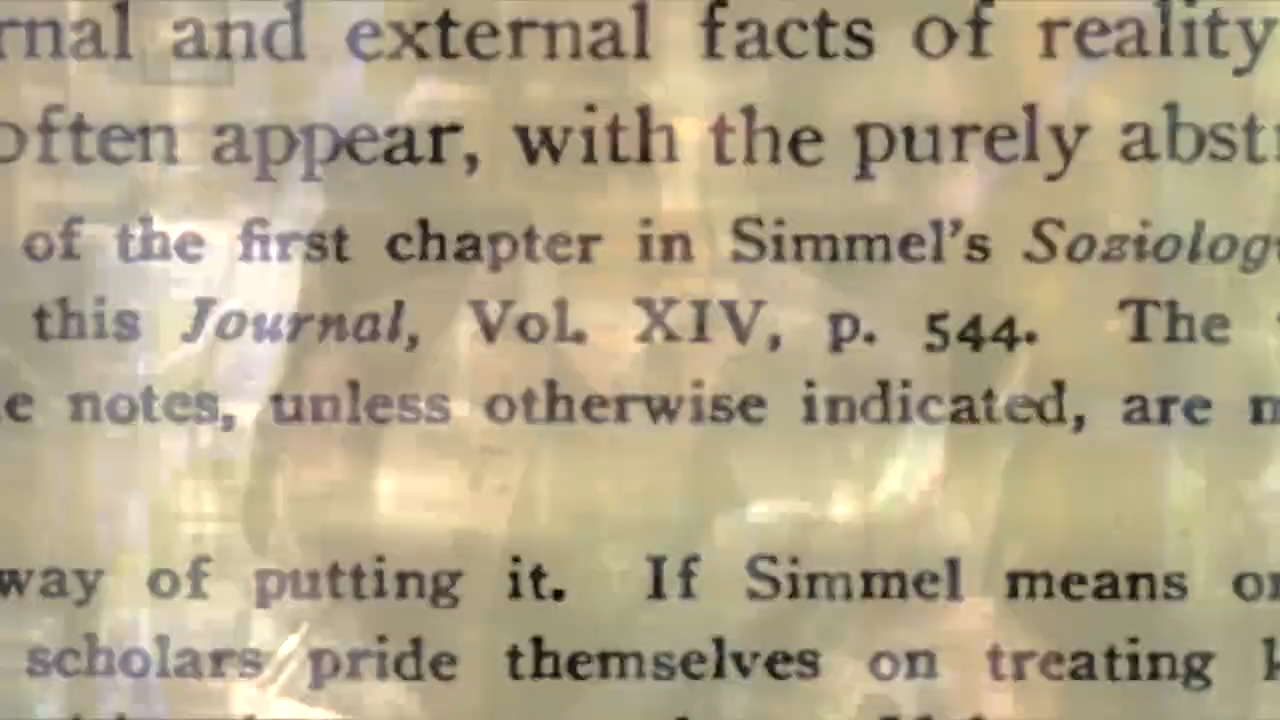 rnal and external facts of reality
often appear, with the purely abst
of the first chapter in Simmel's Soziolog
this Journal, Vol. XIV, p. 544. The
e notes, unless otherwise indicated, are
way of putting it. If Simmel means
scholars pride themselves on treating